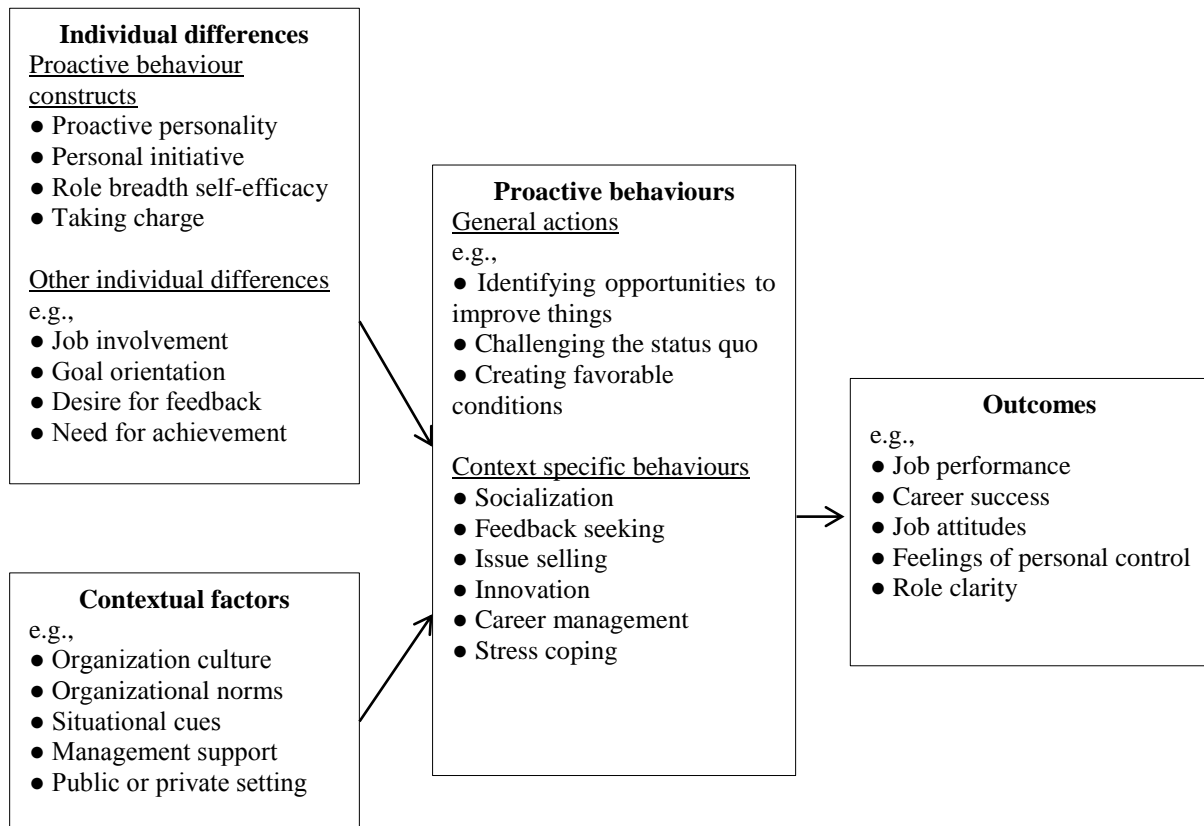 Individual differences
Proactive behaviour
constructs
● Proactive personality
● Personal initiative
● Role breadth self-efficacy
● Taking charge
Other individual differences
e.g.,
● Job involvement
● Goal orientation
● Desire for feedback
● Need for achievement
Contextual factors
e.g.,
● Organization culture
● Organizational norms
● Situational cues
● Management support
● Public or private setting
Proactive behaviours
General actions
e.g.,
● Identifying opportunities to
improve things
● Challenging the status quo
● Creating favorable
conditions
Context specific behaviours
● Socialization
● Feedback seeking
● Issue selling
● Innovation
● Career management
● Stress coping
Outcomes
e.g.,
● Job performance
● Career success
● Job attitudes
● Feelings of personal control
● Role clarity